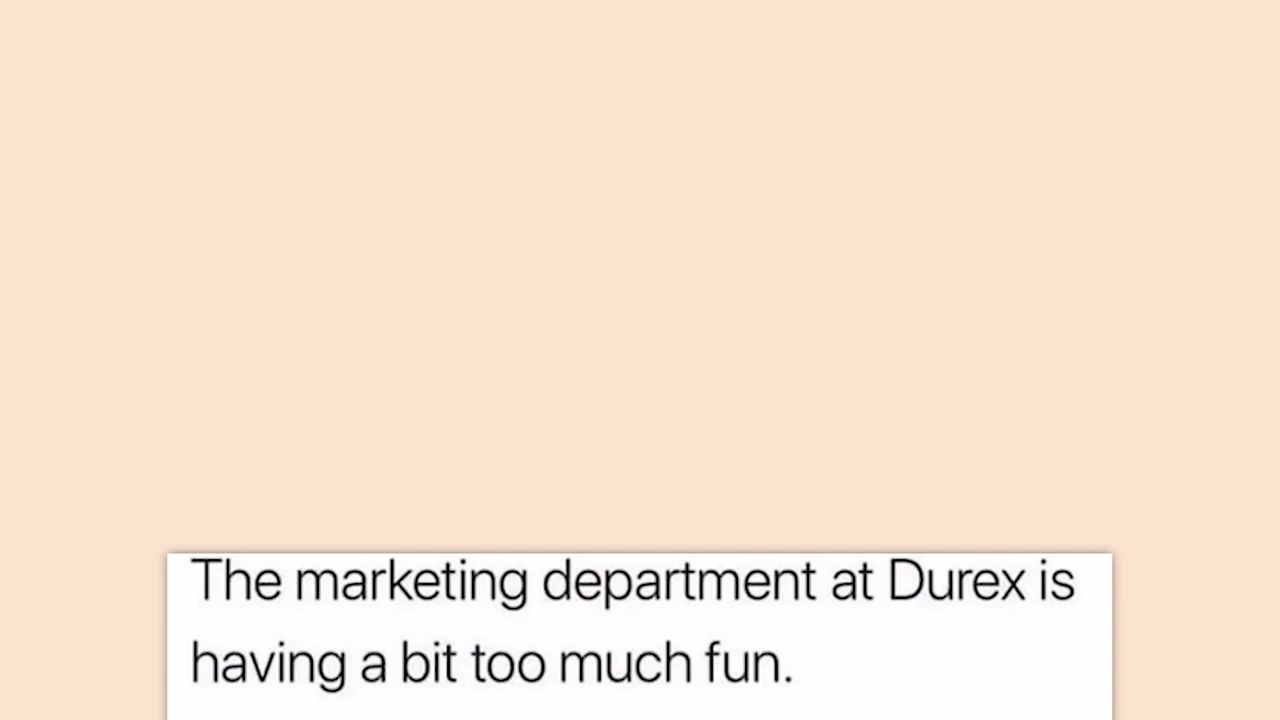 The marketing department at Durex is
having a bit too much fun.